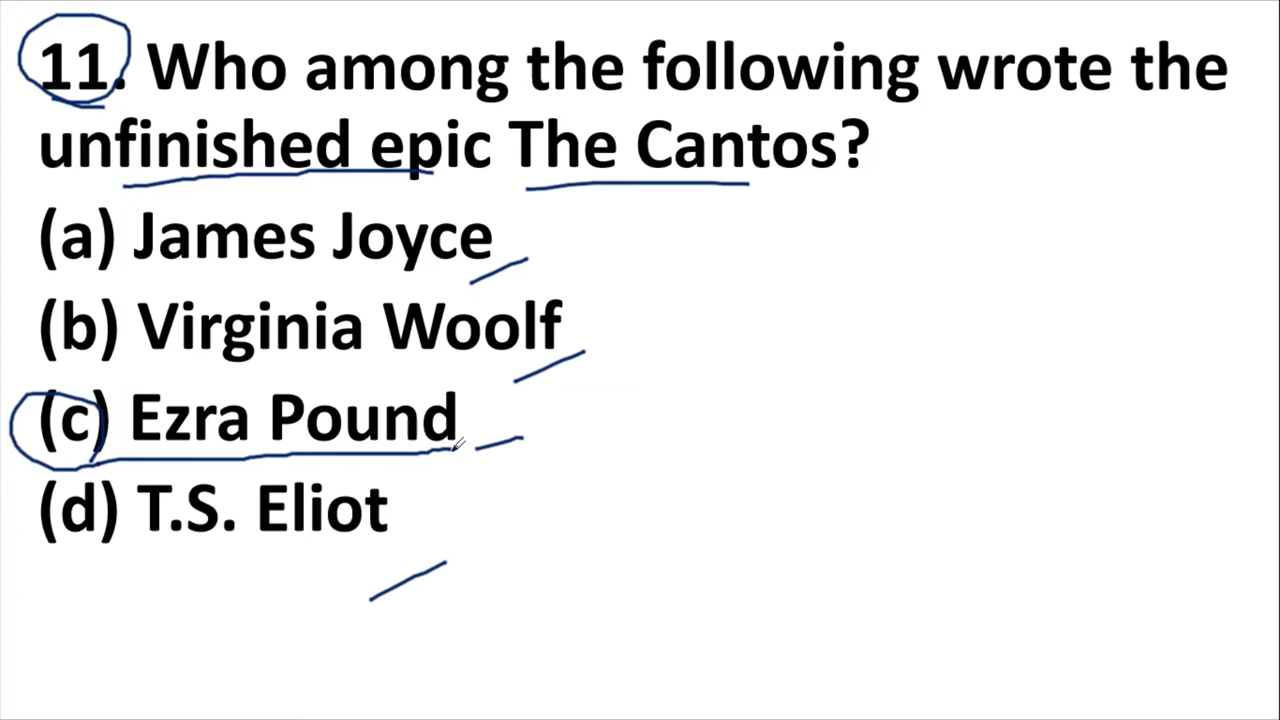 11. Who among the following wrote the
unfinished epic The Cantos?
(a) James Joyce
(b) Virginia Woolf
(c) Ezra Pound
(d) T.S. Eliot